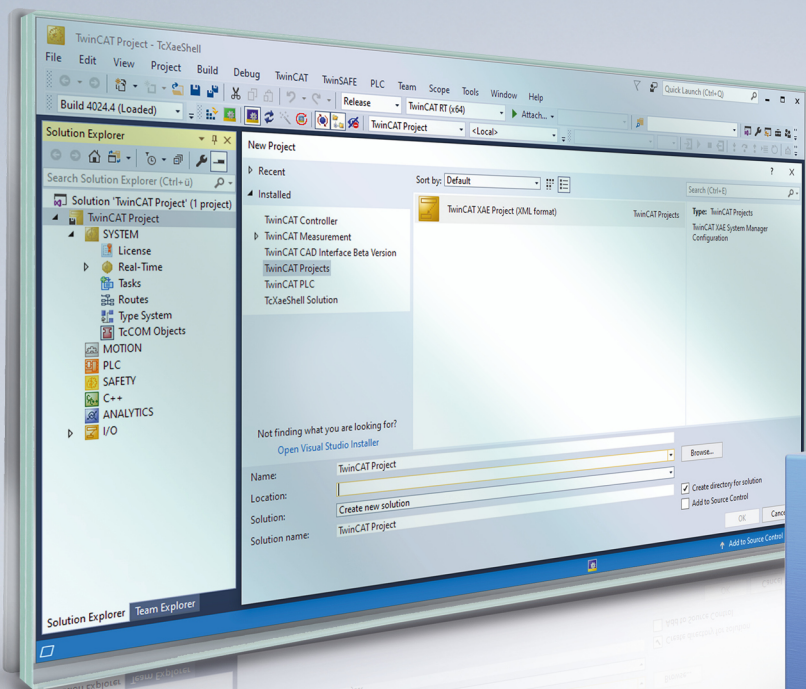 TwinCAT Project - TcXaeShell
Quick Launch (Ctrl+Q)
File Edit View Project Build Debug TwinCAT TwinSAFE PLC Team Scope Tools Window Help
Release TwinCAT RT (x64) Attach...
Build 4024.4 (Loaded) TwinCAT Project <Local>
Solution Explorer
Search Solution Explorer (Ctrl+ü)
Solution 'TwinCAT Project' (1 project)
TwinCAT Project
SYSTEM
License
Real-Time
Tasks
Routes
Type System
TcCOM Objects
MOTION
PLC
SAFETY
C++
ANALYTICS
I/O
Solution Explorer Team Explorer
New Project
? X
Recent
Installed
TwinCAT Controller
TwinCAT Measurement
TwinCAT CAD Interface Beta Version
TwinCAT Projects
TwinCAT PLC
TcXaeShell Solution
Not finding what you are looking for?
Open Visual Studio Installer
Sort by: Default
TwinCAT XAE Project (XML format) TwinCAT Projects
Search (Ctrl+E)
Type: TwinCAT Projects
TwinCAT XAE System Manager
Configuration
Name: TwinCAT Project
Location:
Browse...
Solution: Create new solution
Solution name: TwinCAT Project
Create directory for solution
Add to Source Control
OK Cance
Add to Source Control